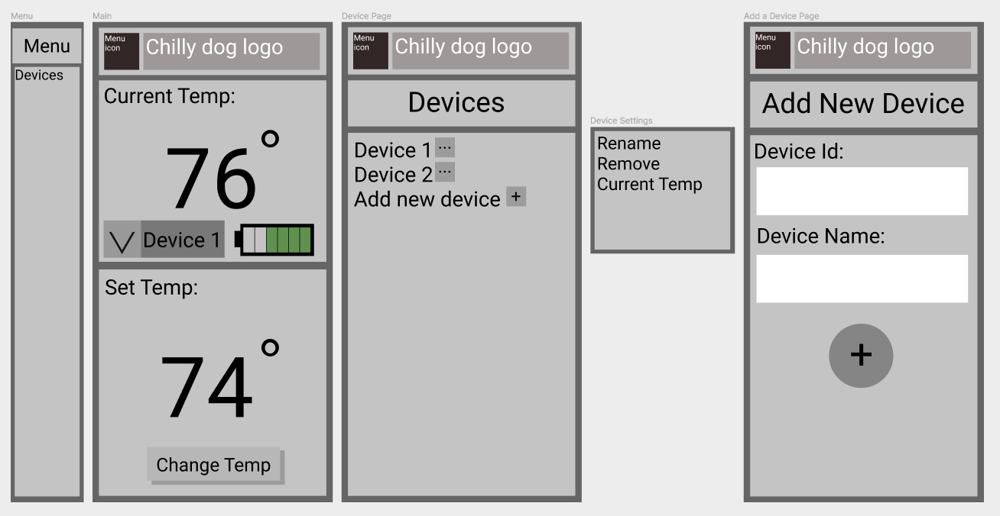 Menu
Menu
Devices
Main
Menu icon
Chilly dog logo
Current Temp:
76°
Device 1
Set Temp:
74°
Change Temp
Device Page
Menu icon
Chilly dog logo
Devices
Device 1 ...
Device 2 ...
Add new device +
Device Settings
Rename
Remove
Current Temp
Add a Device Page
Menu icon
Chilly dog logo
Add New Device
Device Id:
Device Name:
+